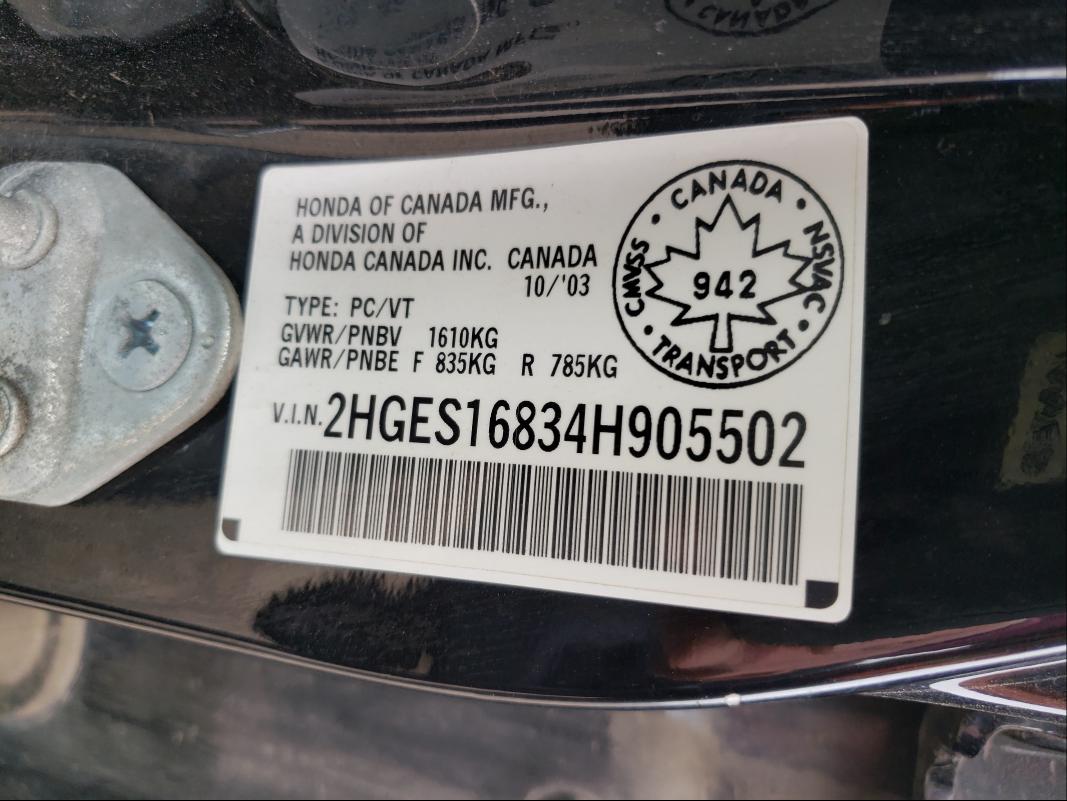 HONDA OF CANADA MFG.,
A DIVISION OF
HONDA CANADA INC. CANADA
10/'03
TYPE: PC/VT
GVWR/PNBV 1610KG
GAWR/PNBE F 835KG R 785KG
V.I.N. 2HGES16834H905502
CANADA • NSVAC • TRANSPORT • CMVSS •
942